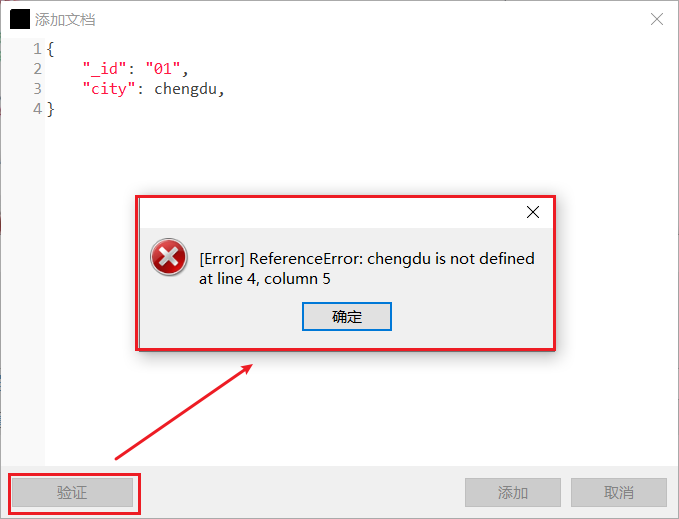 添加文档
1 {
2     "_id": "01",
3     "city": chengdu,
4 }
[Error] ReferenceError: chengdu is not defined
at line 4, column 5
确定
验证
添加
取消